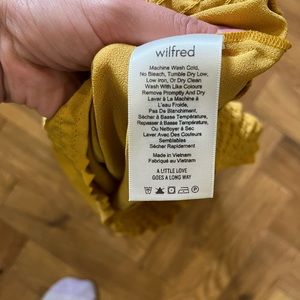 wilfred
Machine Wash Cold,
No Bleach, Tumble Dry Low,
Low Iron, Or Dry Clean
Wash With Like Colours
Remove Promptly And Dry
Laver À La Machine À
L'eau Froide,
Pas De Blanchiment,
Sécher à Basse Température,
Repasser à Basse Température,
Ou Nettoyer à Sec
Laver Avec Des Couleurs
Semblables
Sécher Rapidement
Made in Vietnam
Fabriqué au Vietnam
A LITTLE LOVE
GOES A LONG WAY